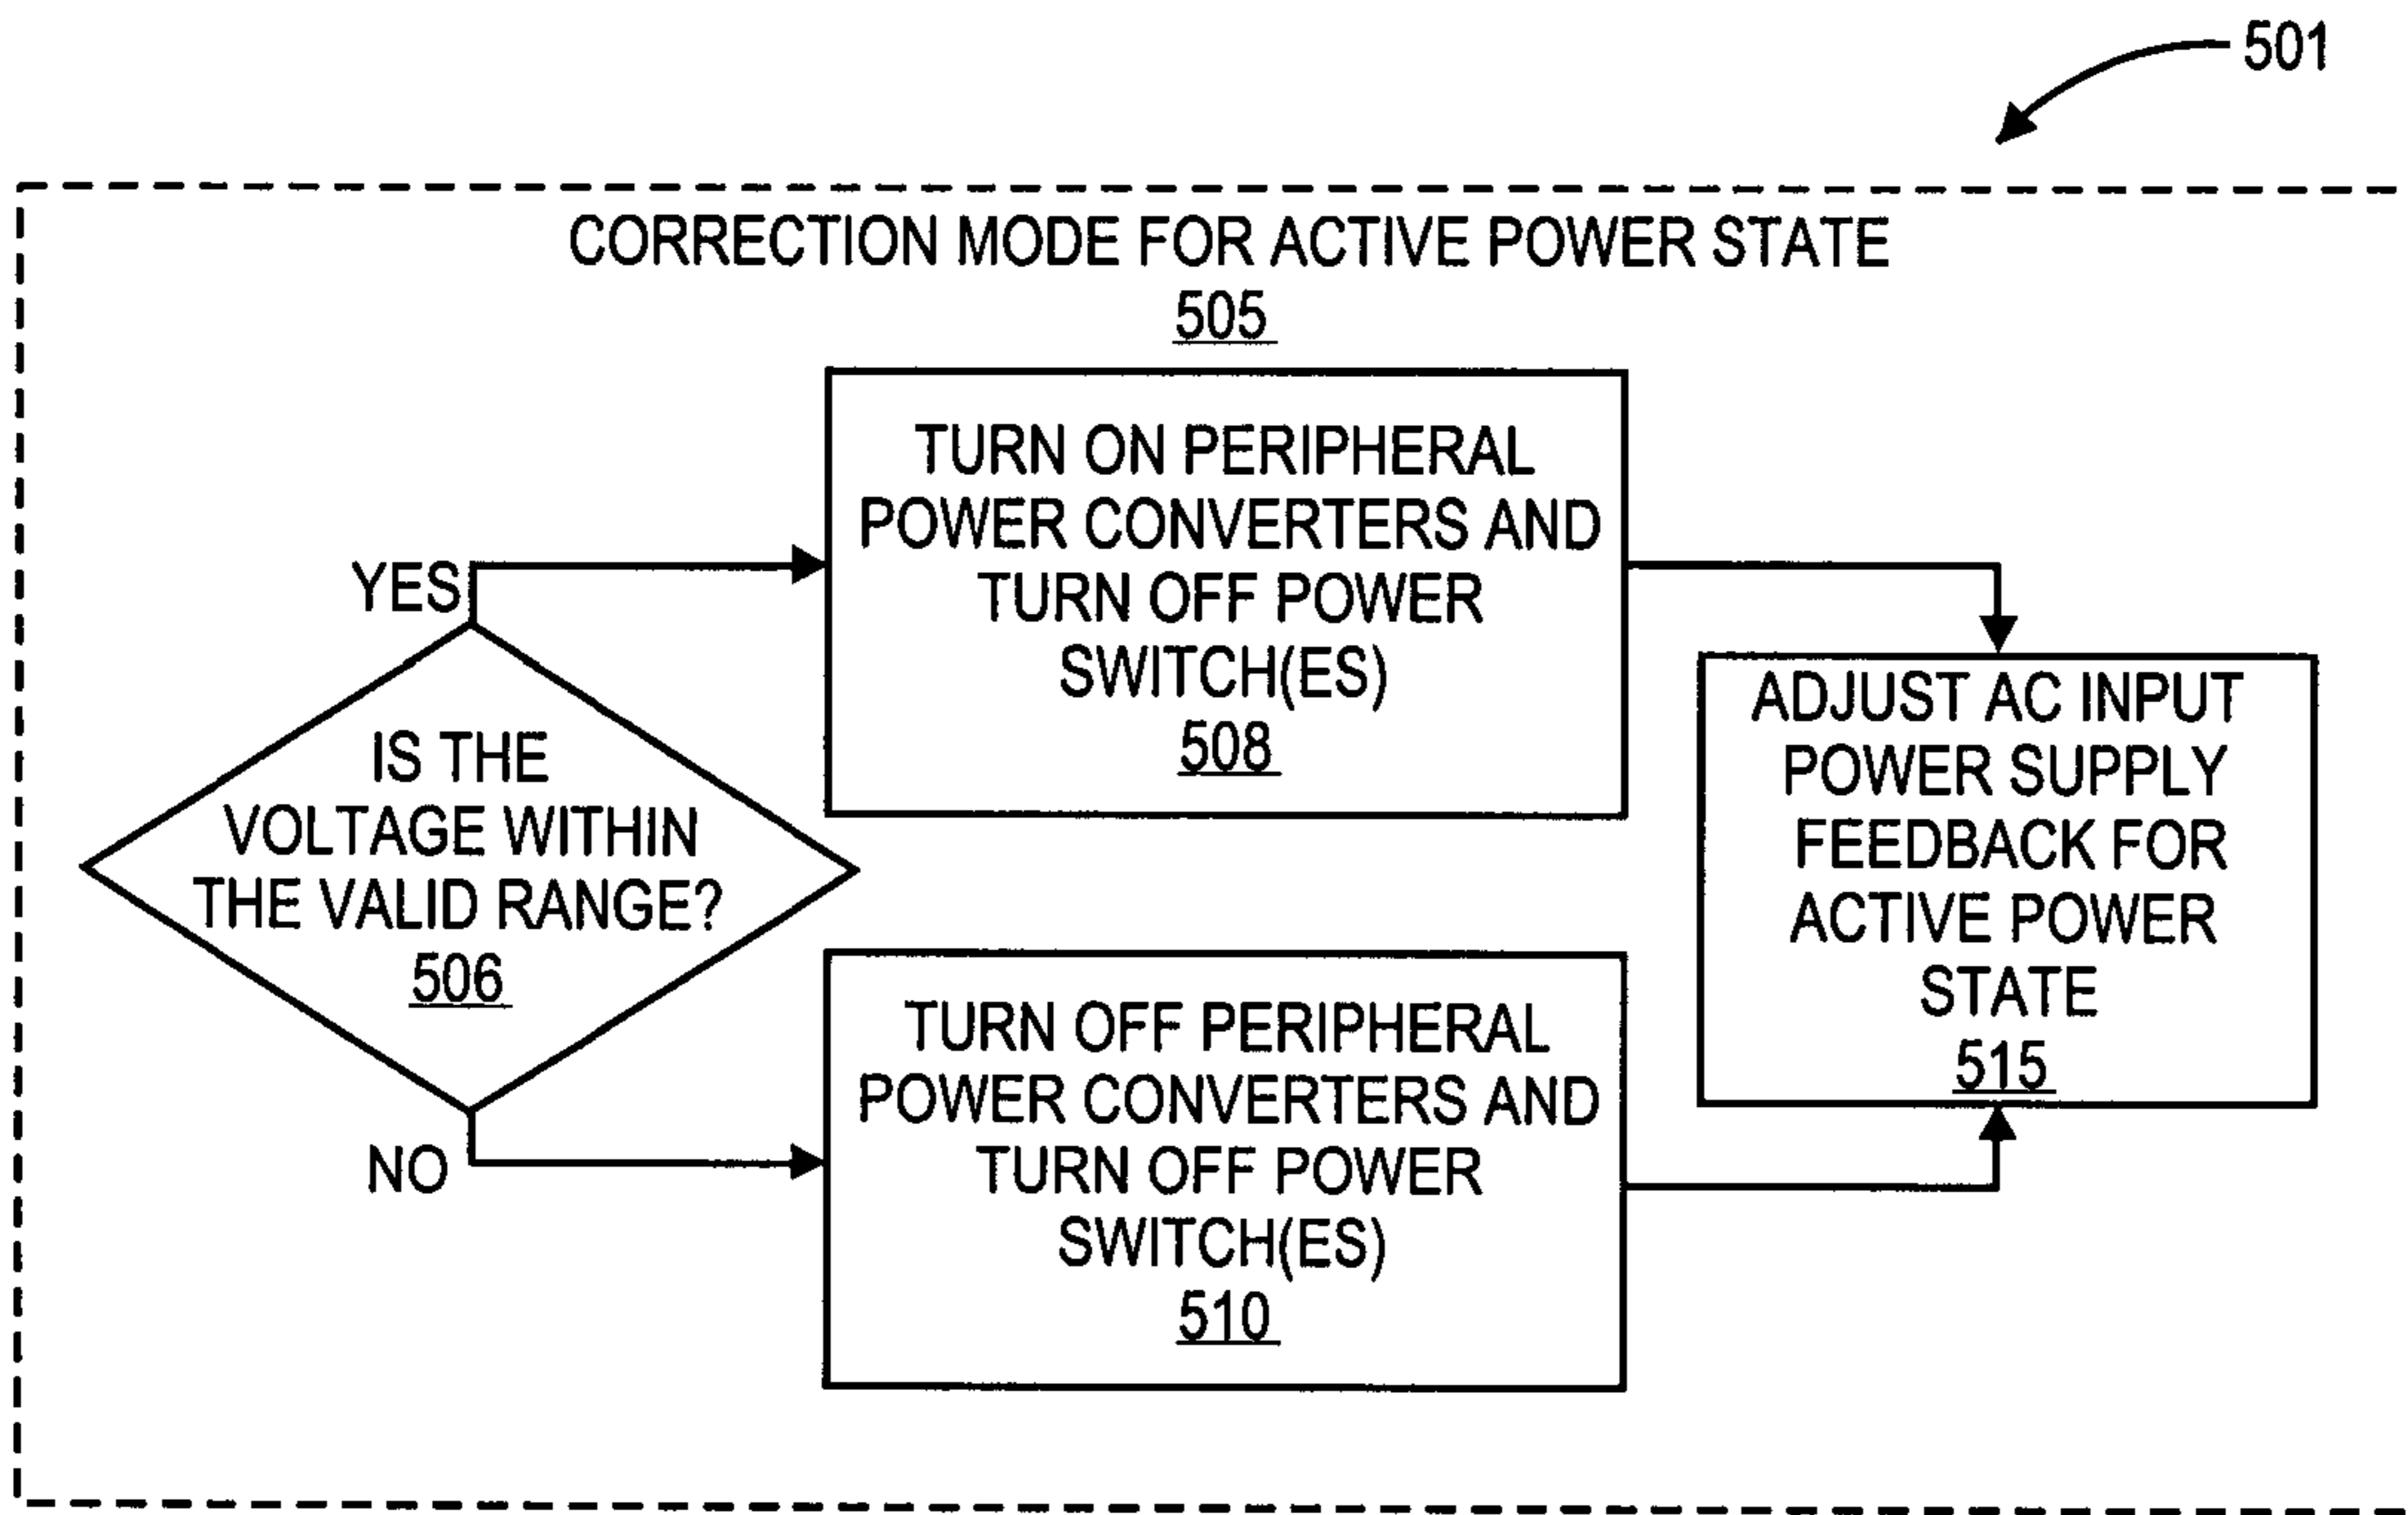 501
CORRECTION MODE FOR ACTIVE POWER STATE
505
TURN ON PERIPHERAL
POWER CONVERTERS AND
TURN OFF POWER
SWITCH(ES)
508
YES
IS THE
VOLTAGE WITHIN
THE VALID RANGE?
506
NO
TURN OFF PERIPHERAL
POWER CONVERTERS AND
TURN OFF POWER
SWITCH(ES)
510
ADJUST AC INPUT
POWER SUPPLY
FEEDBACK FOR
ACTIVE POWER
STATE
515